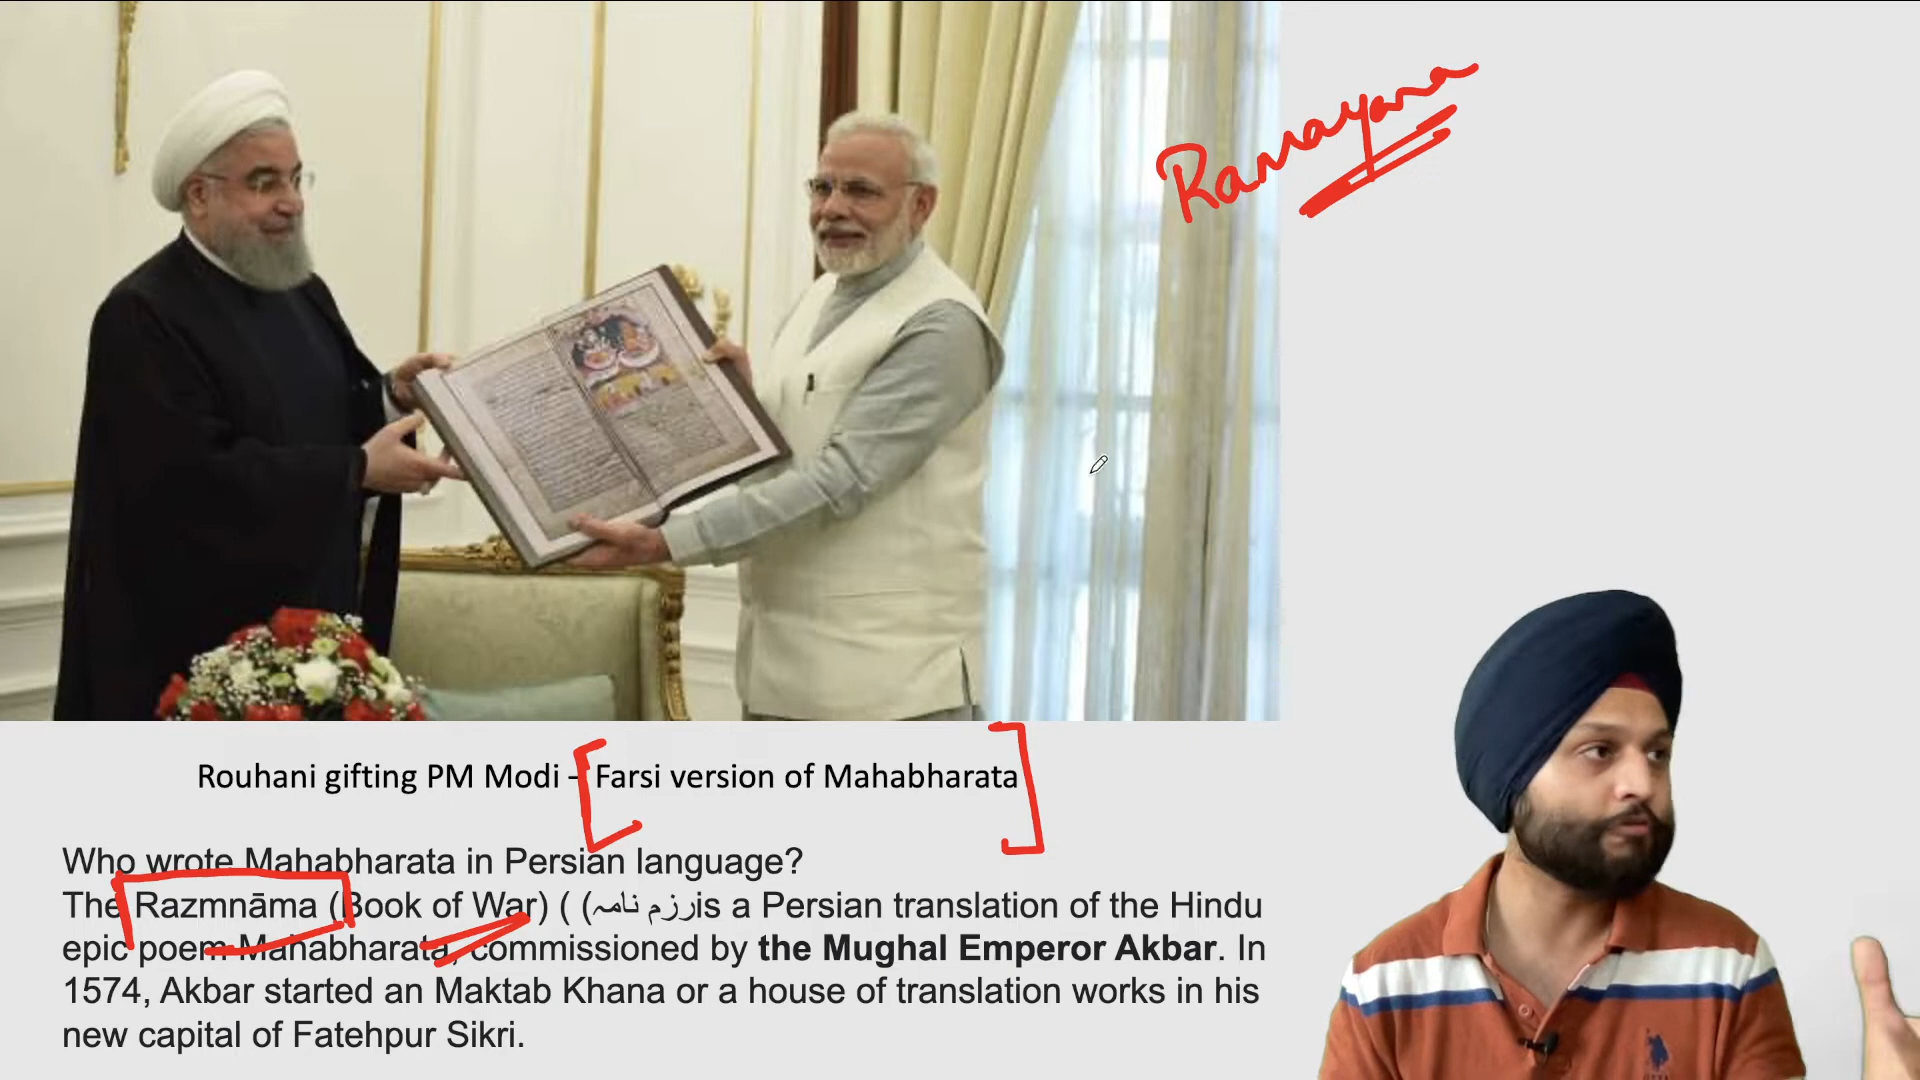 Ramayana
Rouhani gifting PM Modi – Farsi version of Mahabharata
Who wrote Mahabharata in Persian language?
The Razmnāma (Book of War) ( (رزم نامہis a Persian translation of the Hindu
epic poem Mahabharata, commissioned by the Mughal Emperor Akbar. In
1574, Akbar started an Maktab Khana or a house of translation works in his
new capital of Fatehpur Sikri.